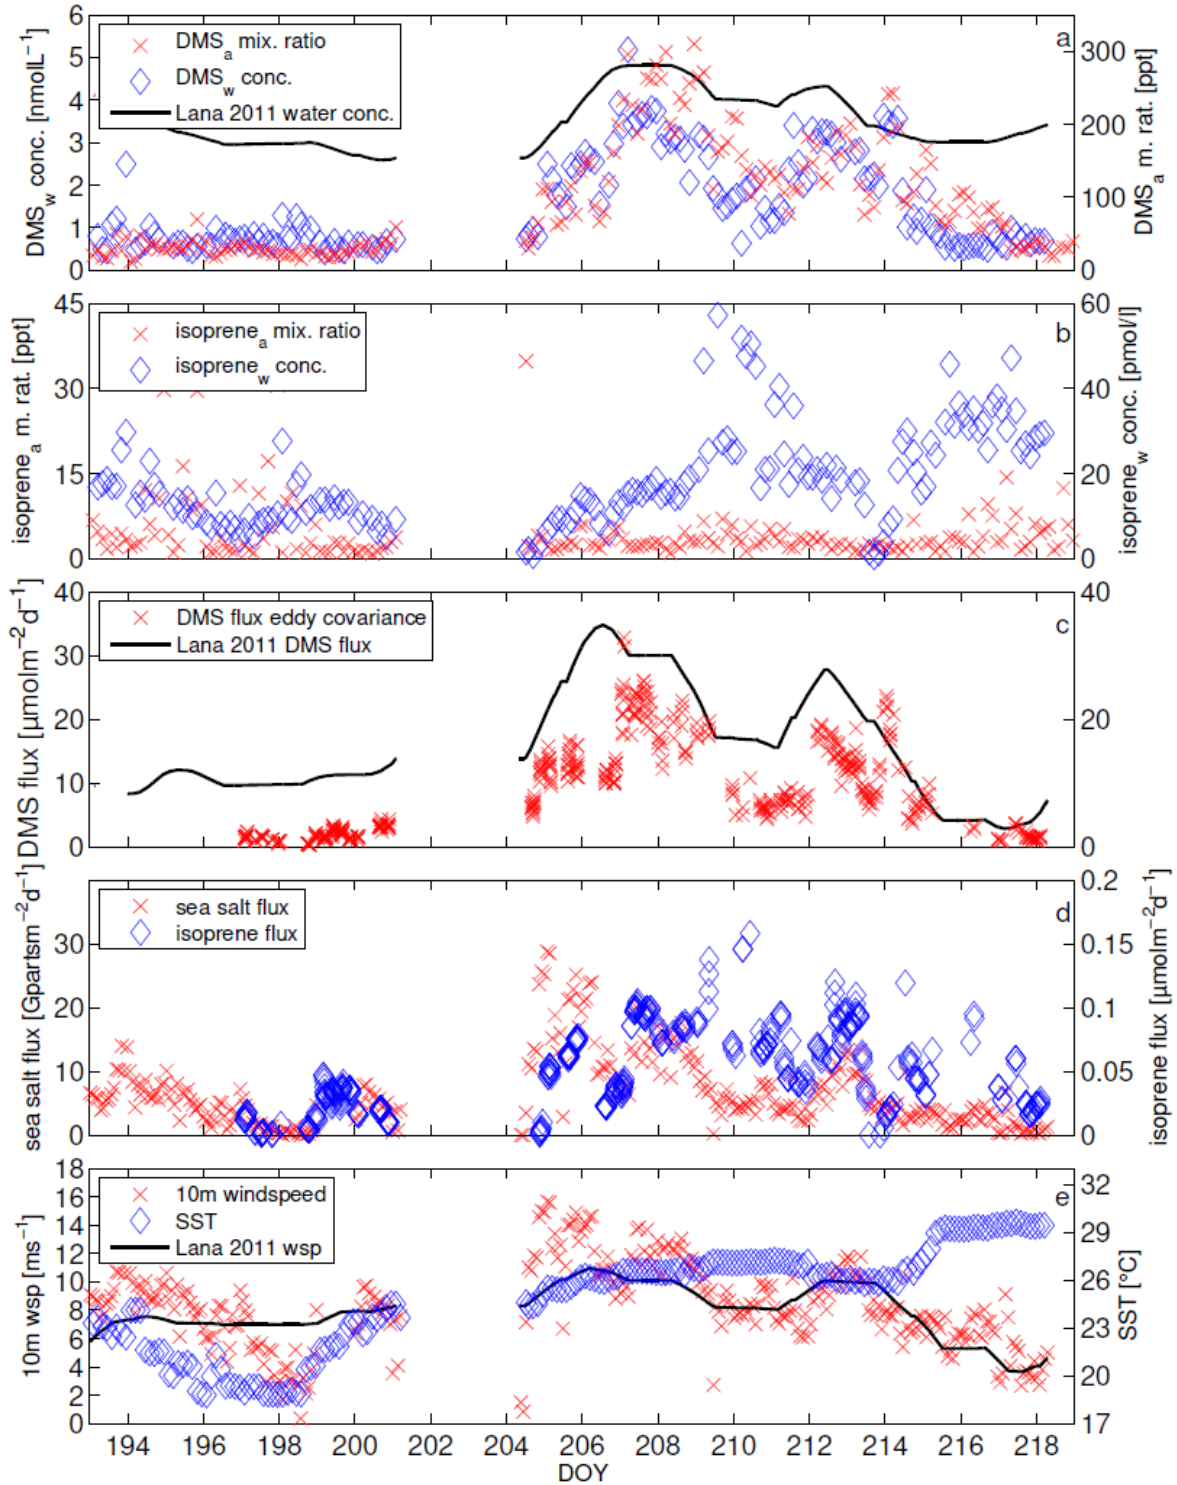 a
DMSₐ mix. ratio
DMS_w conc.
Lana 2011 water conc.
DMS_w conc. [nmolL⁻¹]
DMSₐ m. rat. [ppt]
6
5
4
3
2
1
0
300
200
100
0
b
isopreneₐ mix. ratio
isoprene_w conc.
isopreneₐ m. rat. [ppt]
isoprene_w conc. [pmol/l]
45
30
15
0
60
40
20
0
c
DMS flux eddy covariance
Lana 2011 DMS flux
DMS flux [µmolm⁻²d⁻¹]
40
30
20
10
0
40
20
0
d
sea salt flux
isoprene flux
sea salt flux [Gpartsm⁻²d⁻¹]
isoprene flux [µmolm⁻²d⁻¹]
30
20
10
0
0.2
0.15
0.1
0.05
0
e
10m windspeed
SST
Lana 2011 wsp
10m wsp [ms⁻¹]
SST [°C]
18
16
14
12
10
8
6
4
2
0
32
29
26
23
20
17
194 196 198 200 202 204 206 208 210 212 214 216 218
DOY